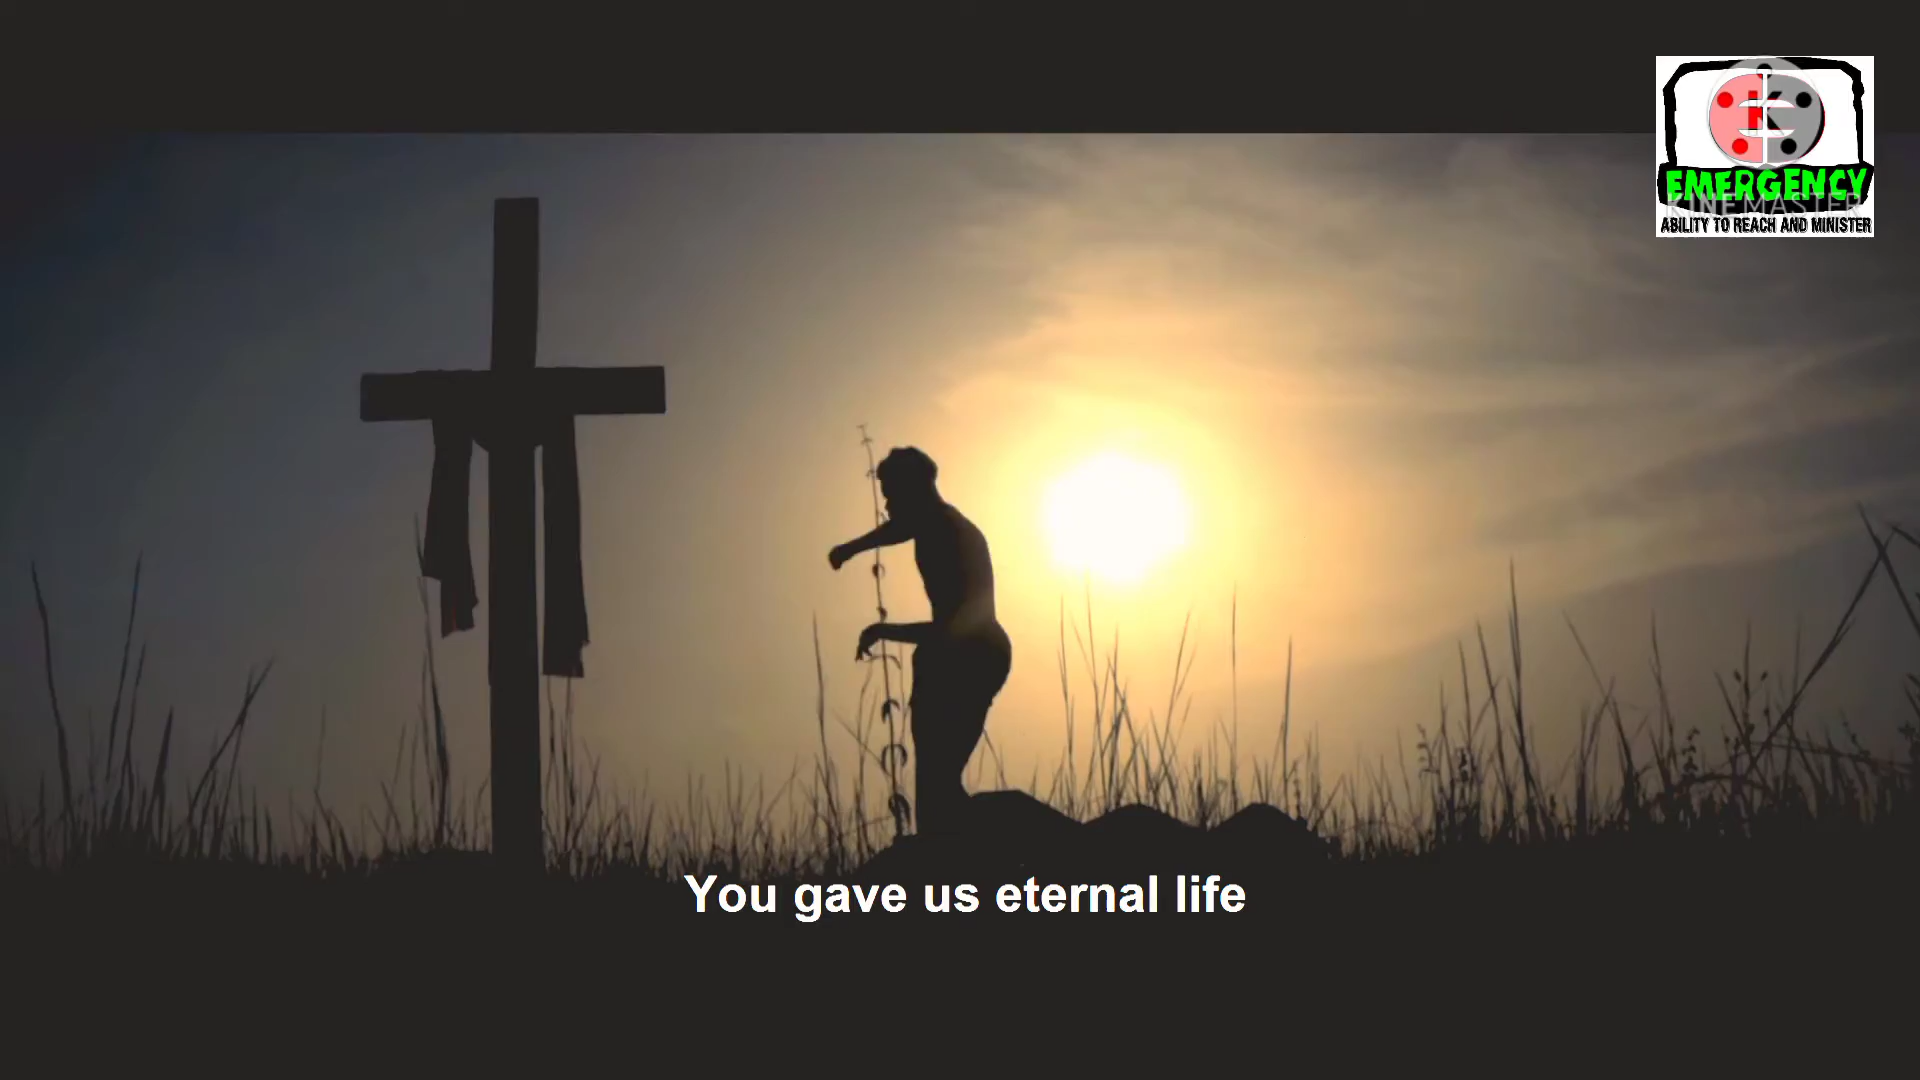 K
EMERGENCY
KINEMASTER
ABILITY TO REACH AND MINISTER
You gave us eternal life